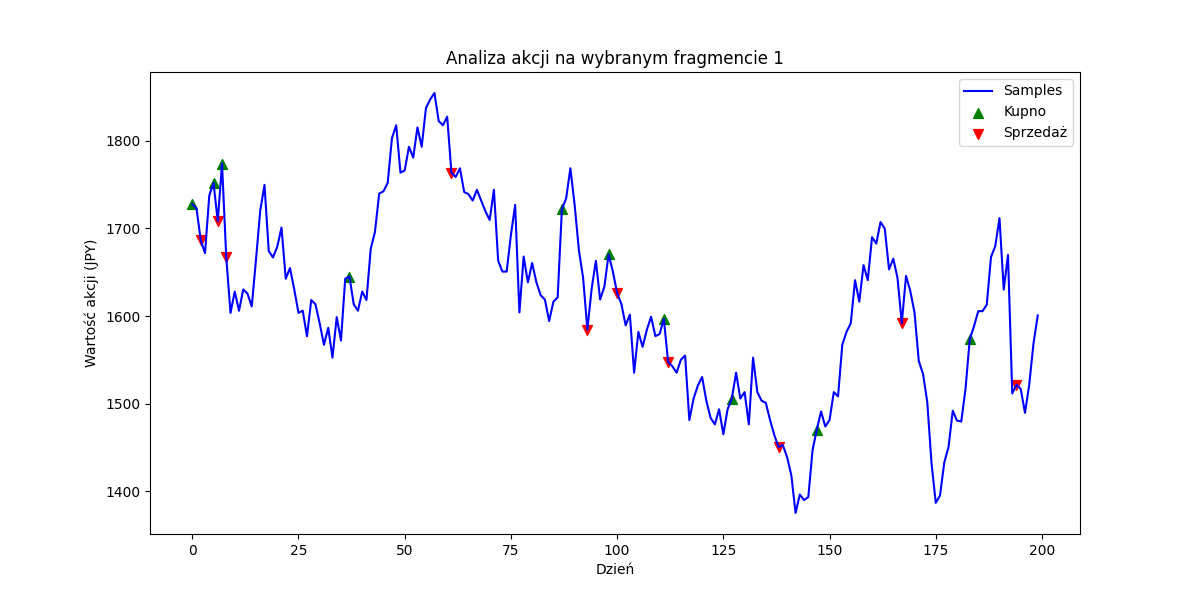 Analiza akcji na wybranym fragmencie 1
Samples
Kupno
Sprzedaż
Wartość akcji (JPY)
1800
1700
1600
1500
1400
0 25 50 75 100 125 150 175 200
Dzień